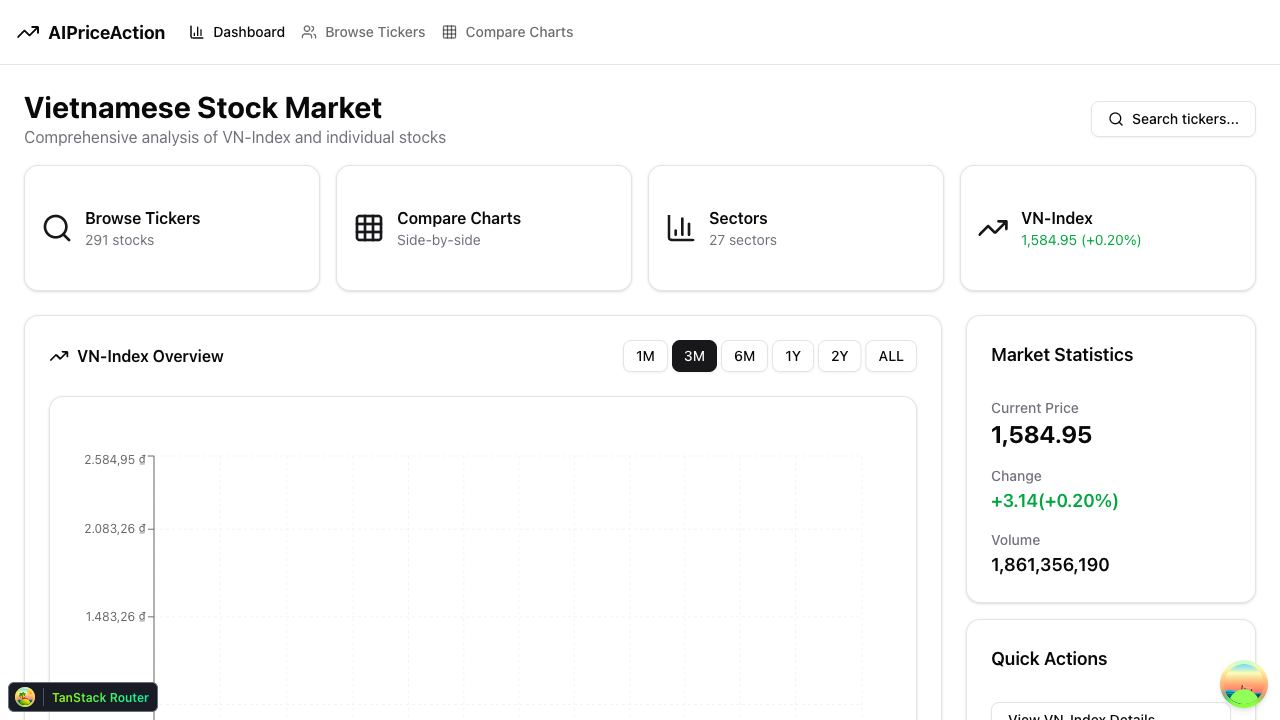 AIPriceAction
Dashboard
Browse Tickers
Compare Charts
Vietnamese Stock Market
Comprehensive analysis of VN-Index and individual stocks
Search tickers...
Browse Tickers
291 stocks
Compare Charts
Side-by-side
Sectors
27 sectors
VN-Index
1,584.95 (+0.20%)
VN-Index Overview
1M
3M
6M
1Y
2Y
ALL
2.584,95 ₫
2.083,26 ₫
1.483,26 ₫
Market Statistics
Current Price
1,584.95
Change
+3.14(+0.20%)
Volume
1,861,356,190
Quick Actions
View VN-Index Details
TanStack Router